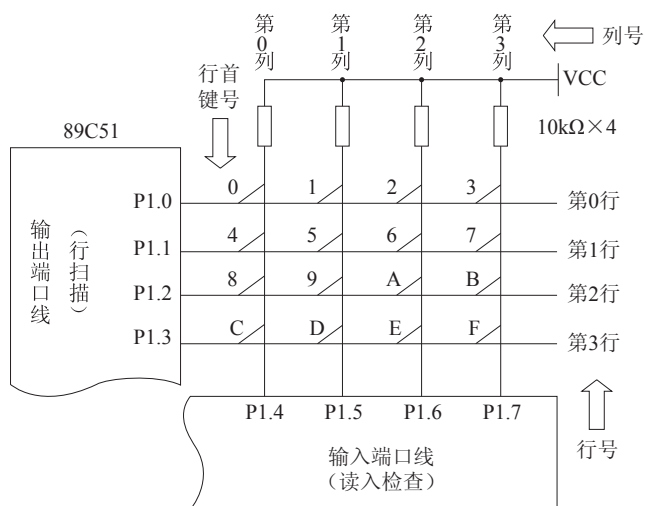 第0列 第1列 第2列 第3列
列号
行首
键号
VCC
10kΩ×4
89C51
P1.0 0 1 2 3 第0行
P1.1 4 5 6 7 第1行
P1.2 8 9 A B 第2行
P1.3 C D E F 第3行
输出端口线
（行扫描）
P1.4 P1.5 P1.6 P1.7
行号
输入端口线
（读入检查）